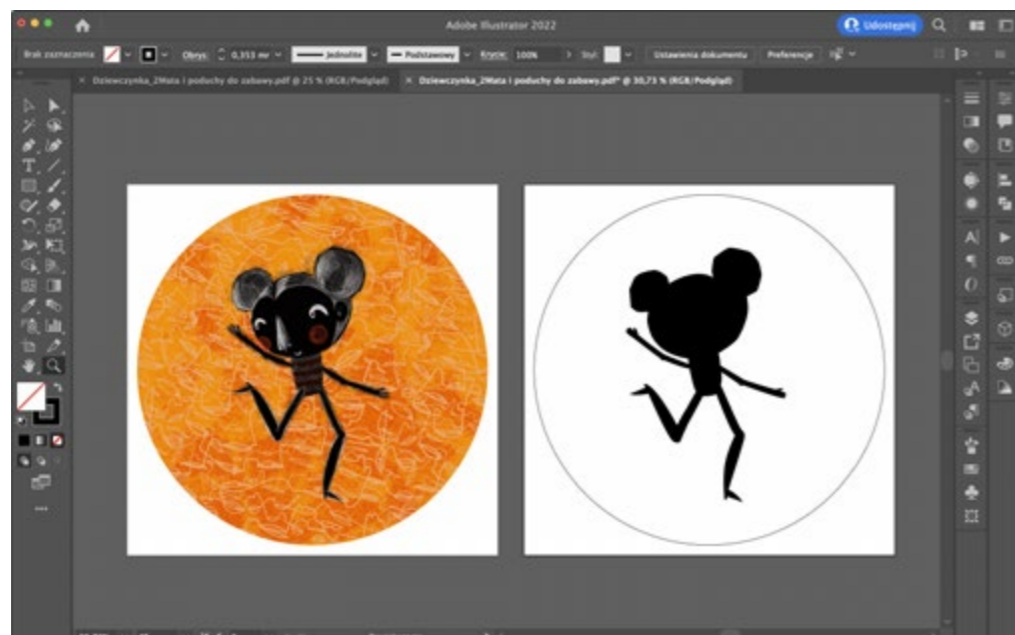 Adobe Illustrator 2022
Udostępnij
Brak zaznaczenia Obrys: 0,353 mm Jednolite Podstawowy Krycie: 100% Styl: Ustawienia dokumentu Preferencje
× Dziewczynka_2Mata i poduchy do zabawy.pdf @ 25 % (RGB/Podgląd) × Dziewczynka_2Mata i poduchy do zabawy.pdf* @ 30,73 % (RGB/Podgląd)